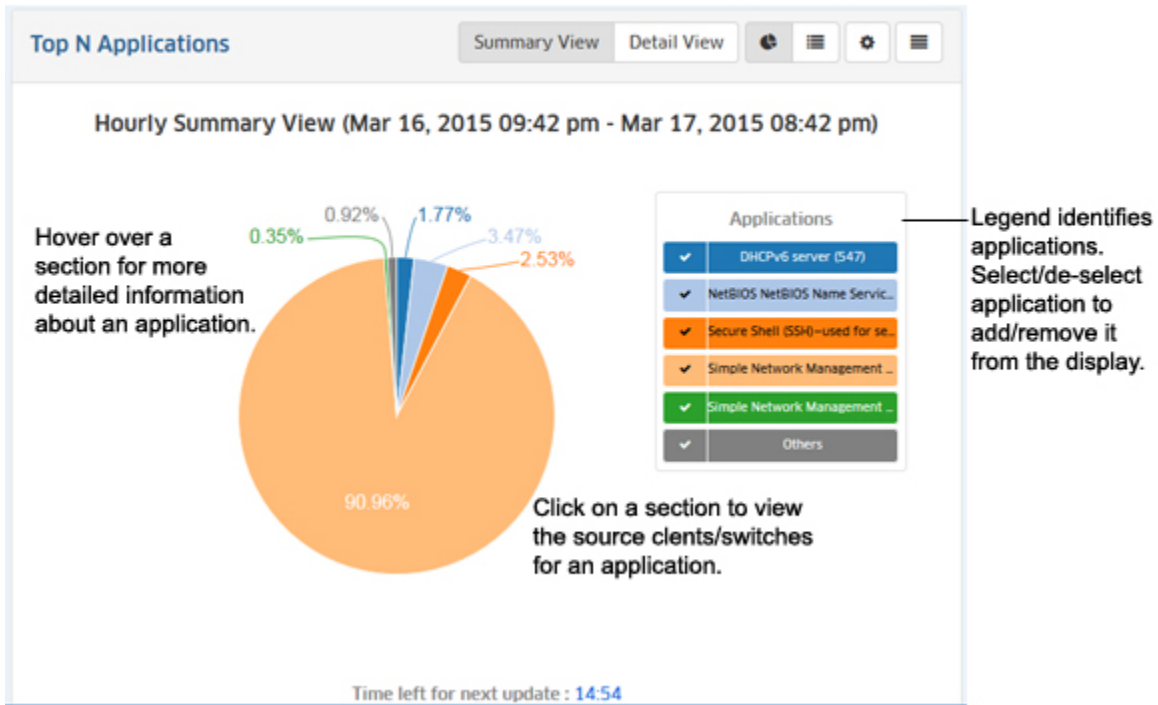 Top N Applications
Summary View
Detail View
Hourly Summary View (Mar 16, 2015 09:42 pm - Mar 17, 2015 08:42 pm)
Hover over a
section for more
detailed information
about an application.
0.92%
1.77%
0.35%
3.47%
2.53%
90.96%
Applications
DHCPv6 server (547)
NetBIOS NetBIOS Name Servic...
Secure Shell (SSH)–used for se...
Simple Network Management ...
Simple Network Management ...
Others
Legend identifies
applications.
Select/de-select
application to
add/remove it
from the display.
Click on a section to view
the source clents/switches
for an application.
Time left for next update : 14:54